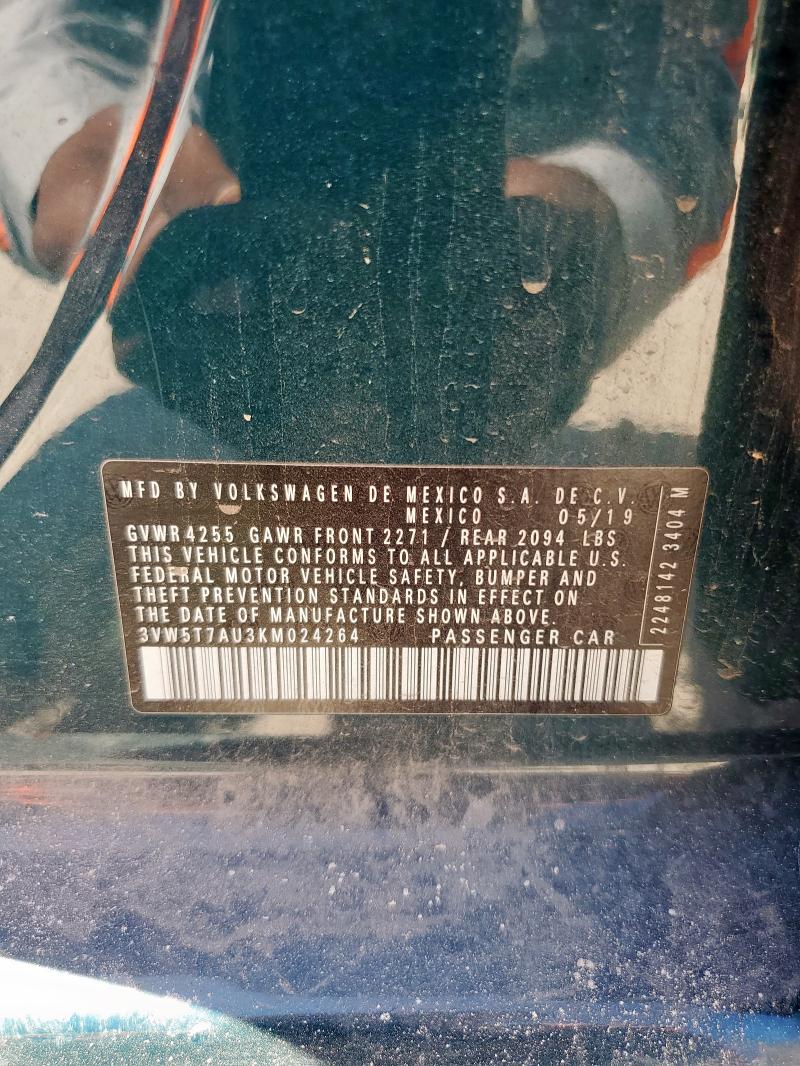 MFD BY VOLKSWAGEN DE MEXICO S.A. DE C.V.
MEXICO 05/19
GVWR 4255 GAWR FRONT 2271 / REAR 2094 LBS
THIS VEHICLE CONFORMS TO ALL APPLICABLE U.S.
FEDERAL MOTOR VEHICLE SAFETY, BUMPER AND
THEFT PREVENTION STANDARDS IN EFFECT ON
THE DATE OF MANUFACTURE SHOWN ABOVE.
3VW5T7AU3KM024264 PASSENGER CAR
2248142 3404 M